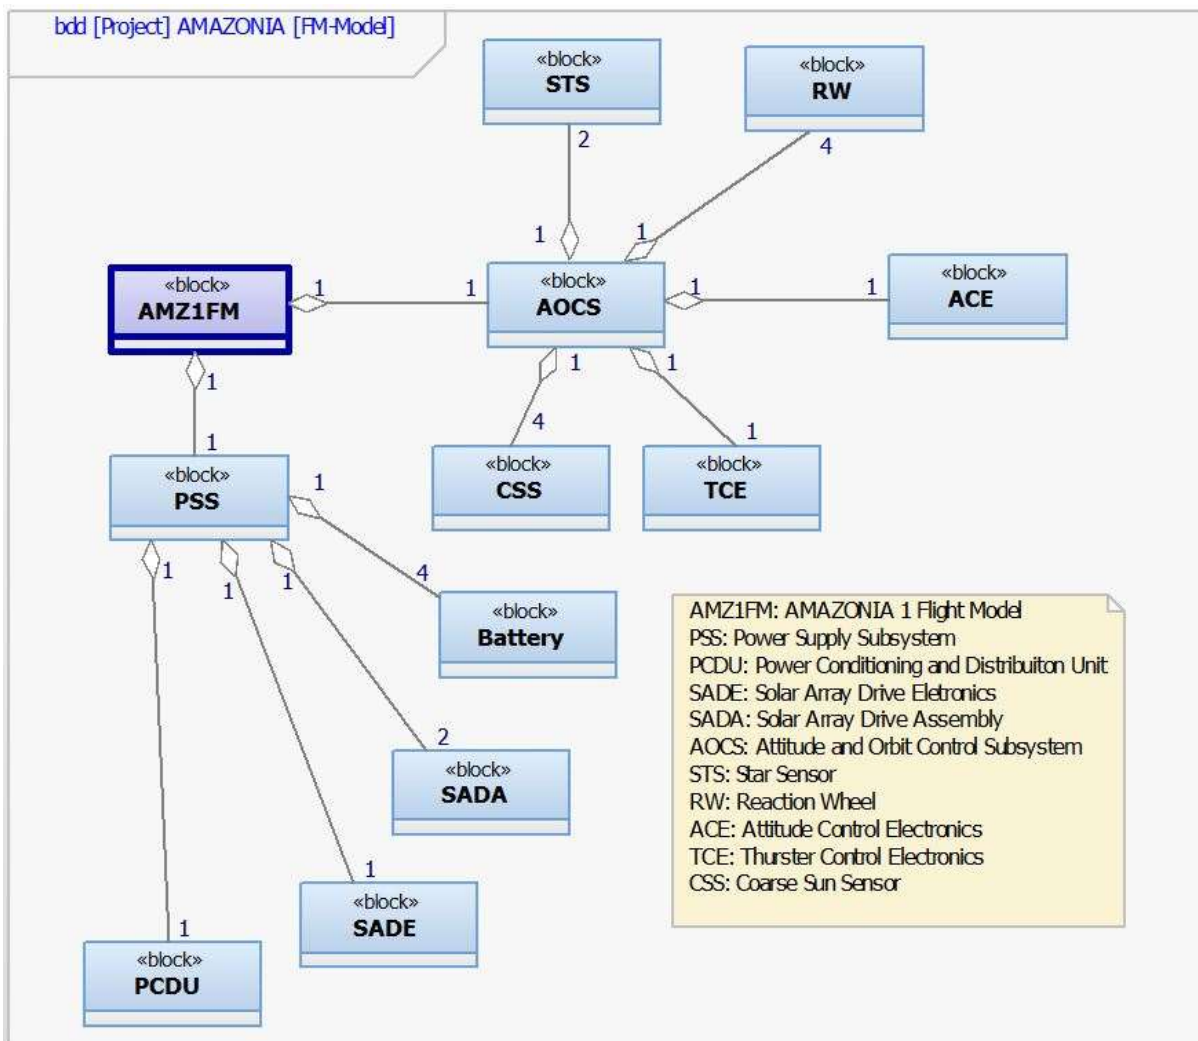 bdd [Project] AMAZONIA [FM-Model]
«block»
STS
2
1
«block»
RW
4
1
«block»
AMZ1FM
1
1
«block»
AOCS
1
1
«block»
ACE
1
1
1
4
1
1
«block»
PSS
1
«block»
CSS
«block»
TCE
1
1
1
4
«block»
Battery
2
«block»
SADA
1
«block»
SADE
1
«block»
PCDU
AMZ1FM: AMAZONIA 1 Flight Model
PSS: Power Supply Subsystem
PCDU: Power Conditioning and Distribuiton Unit
SADE: Solar Array Drive Eletronics
SADA: Solar Array Drive Assembly
AOCS: Attitude and Orbit Control Subsystem
STS: Star Sensor
RW: Reaction Wheel
ACE: Attitude Control Electronics
TCE: Thurster Control Electronics
CSS: Coarse Sun Sensor